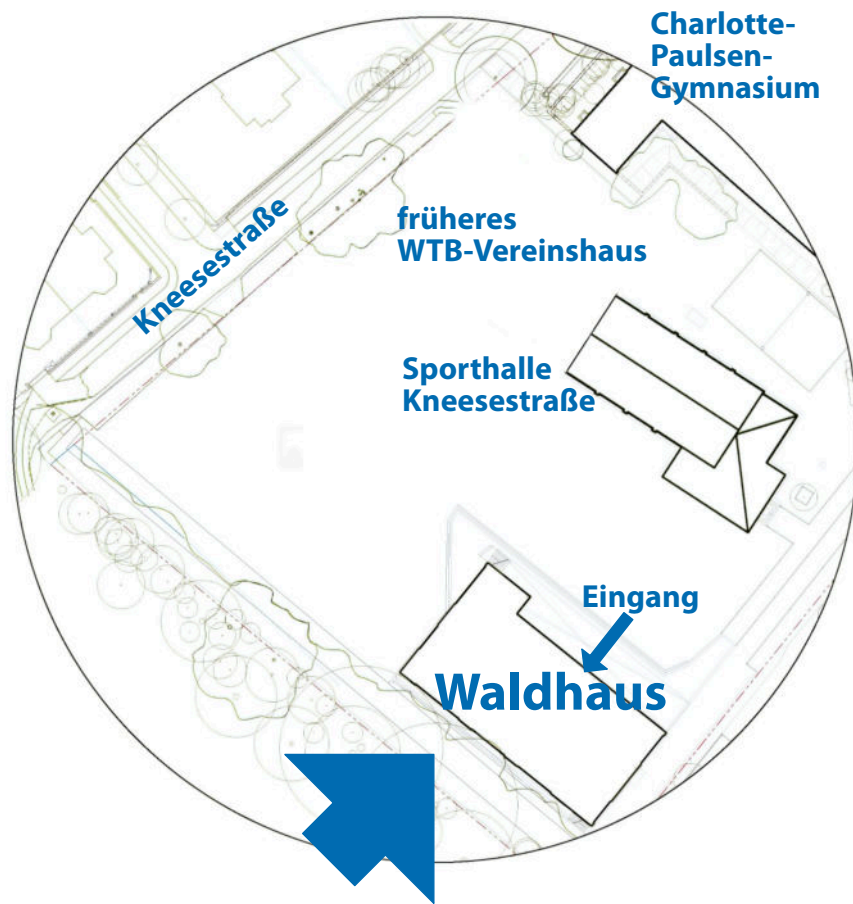 Charlotte-
Paulsen-
Gymnasium
Kneesestraße
früheres
WTB-Vereinshaus
Sporthalle
Kneesestraße
Eingang
Waldhaus